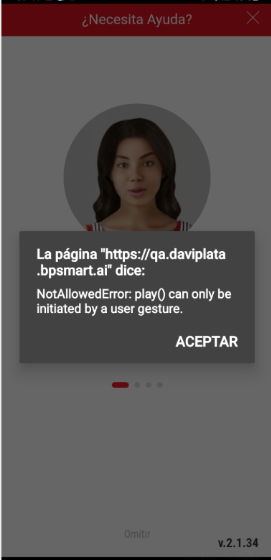 ¿Necesita Ayuda?
La página "https://qa.daviplata
.bpsmart.ai" dice:
NotAllowedError: play() can only be
initiated by a user gesture.
ACEPTAR
Omitir
v.2.1.34